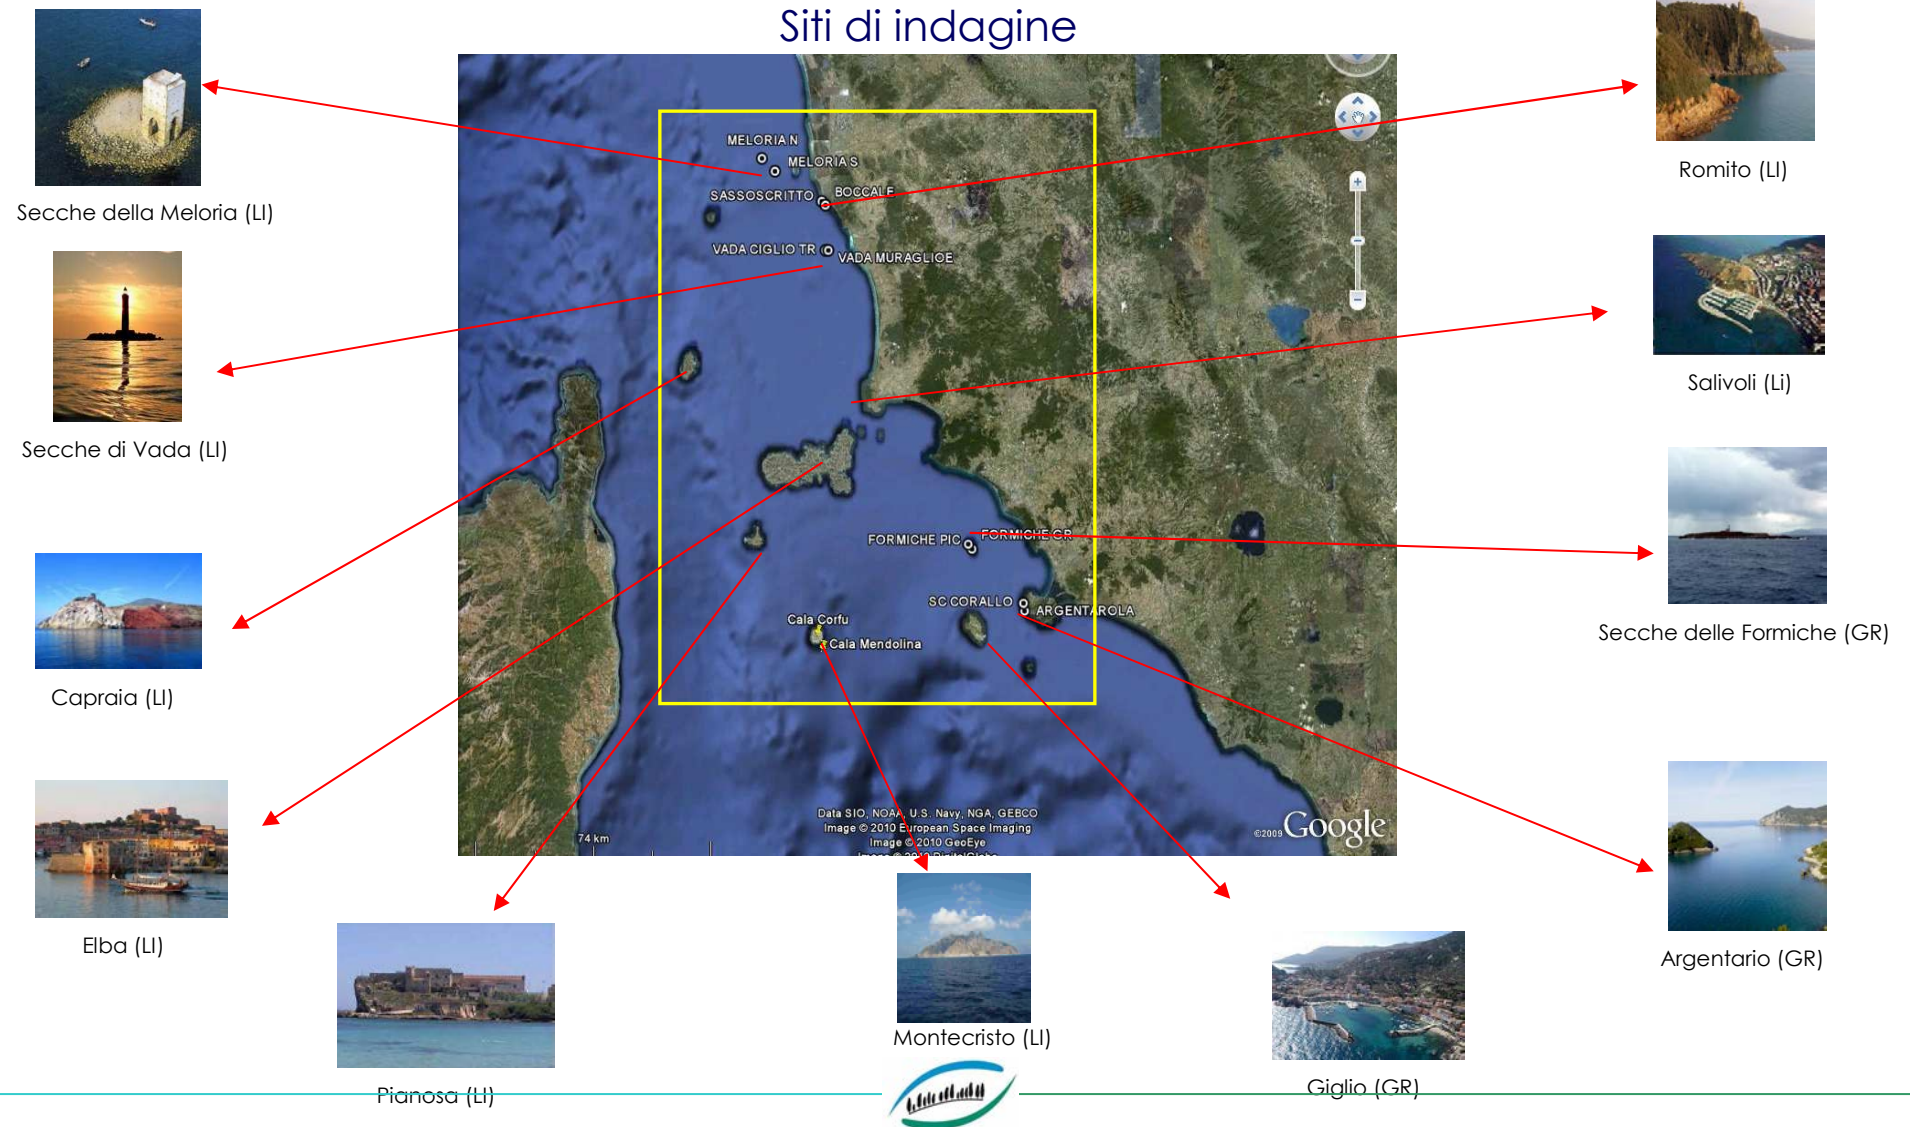 Siti di indagine
Secche della Meloria (LI)
Romito (LI)
MELORIA N
MELORIA S
SASSOSCRITTO
BOCCALE
VADA CIGLIO TR
VADA MURAGLIOE
Secche di Vada (LI)
Salivoli (Li)
FORMICHE PIC
FORMICHE GR
SC CORALLO
ARGENTAROLA
Cala Corfu
Cala Mendolina
Secche delle Formiche (GR)
Capraia (LI)
Data SIO, NOAA, U.S. Navy, NGA, GEBCO
Image © 2010 European Space Imaging
Image © 2010 GeoEye
Image © 2010 DigitalGlobe
74 km
©2009 Google
Elba (LI)
Argentario (GR)
Montecristo (LI)
Pianosa (LI)
Giglio (GR)